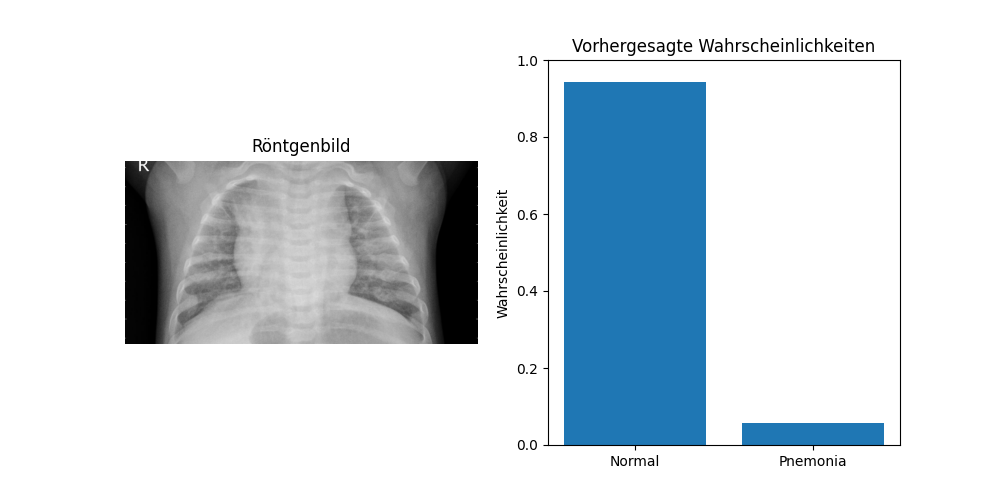 Röntgenbild
R
Vorhergesagte Wahrscheinlichkeiten
Wahrscheinlichkeit
1.0
0.8
0.6
0.4
0.2
0.0
Normal
Pnemonia